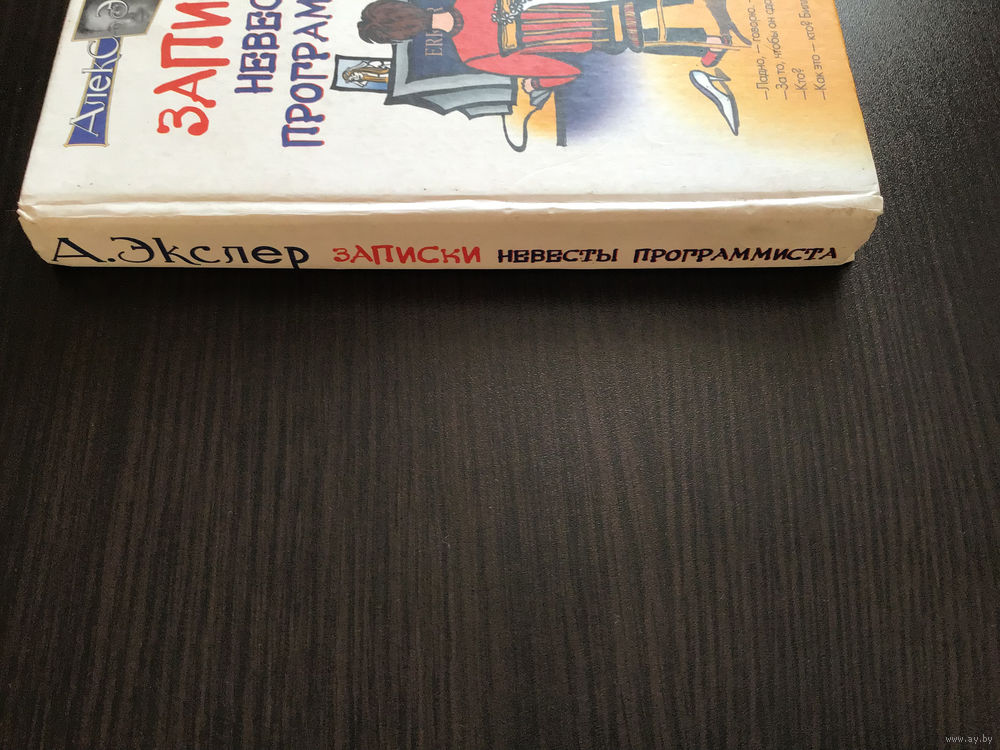 Алекс
Э
ЗАПИ
НЕВЕС
ПРОГРАМ
ERI
—Ладно, — говорю. —
—За то, чтобы он
—Кто?
—Как это — кто?
А.Экслер ЗАПИСКИ НЕВЕСТЫ ПРОГРАММИСТА
www.ay.by